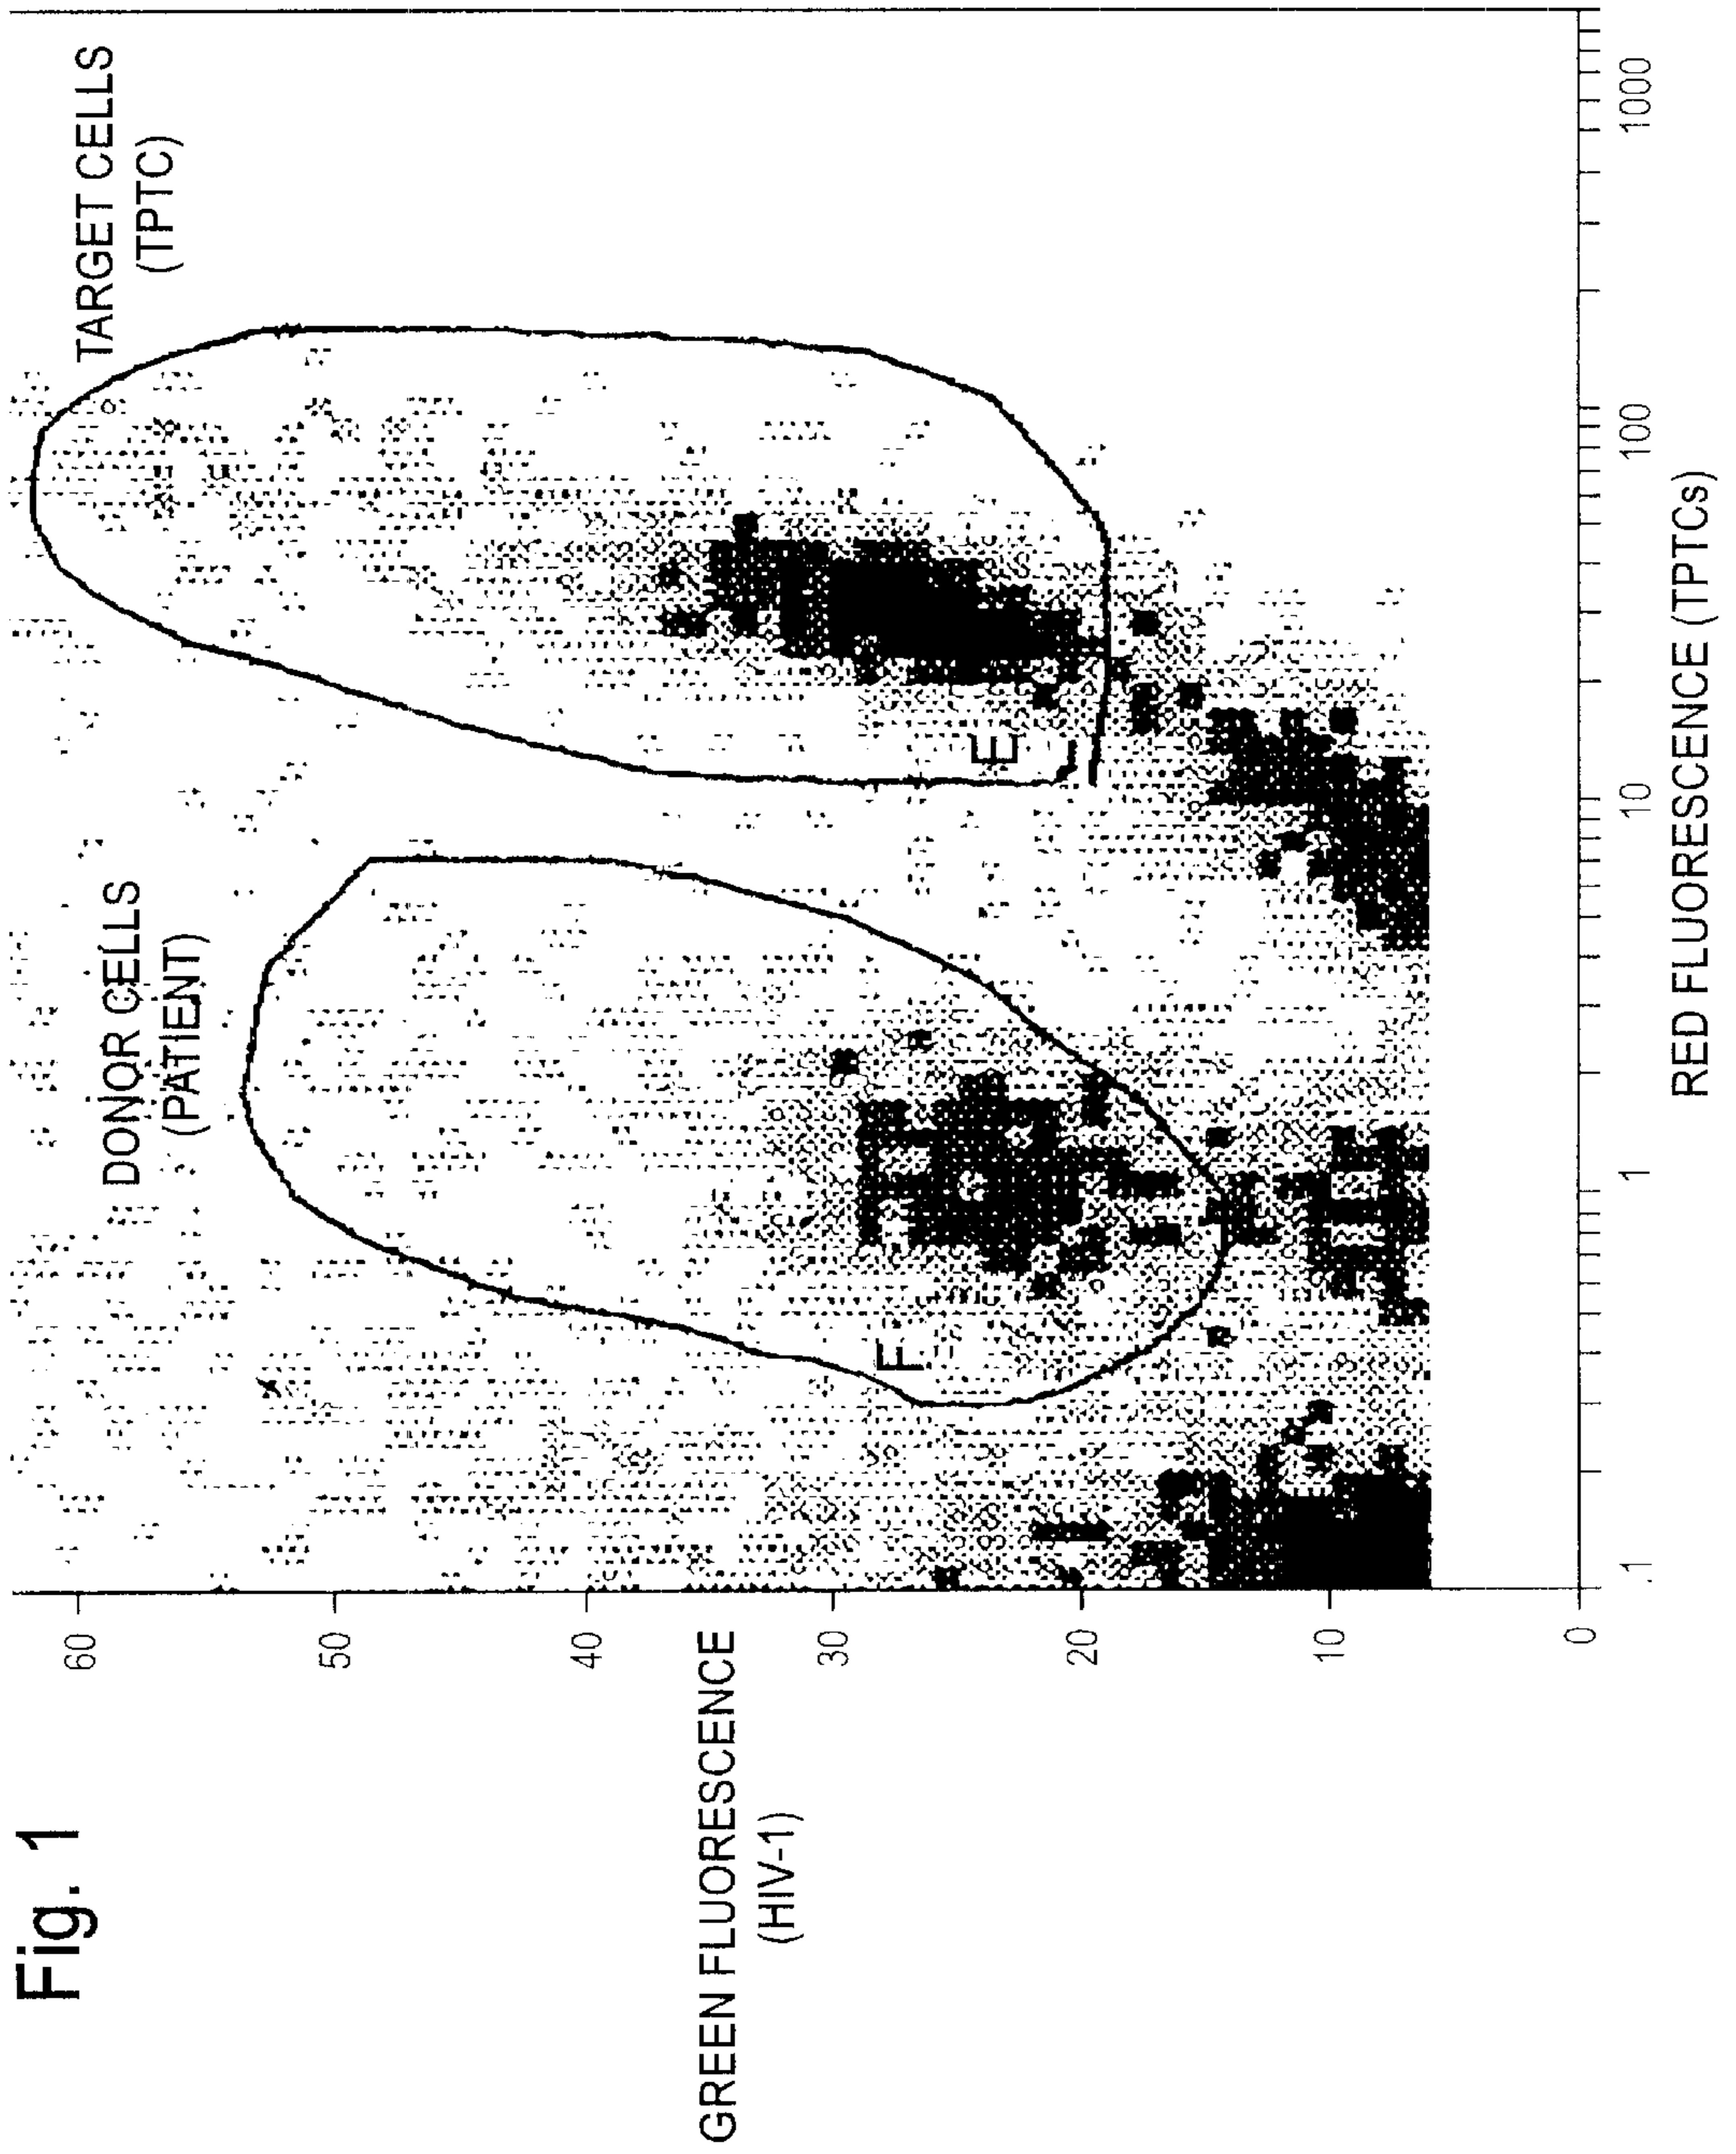 Fig. 1
GREEN FLUORESCENCE
(HIV-1)
60
50
40
30
20
10
0
DONOR CELLS
(PATIENT)
TARGET CELLS
(TPTC)
F
E
.1
1
10
100
1000
RED FLUORESCENCE (TPTCs)